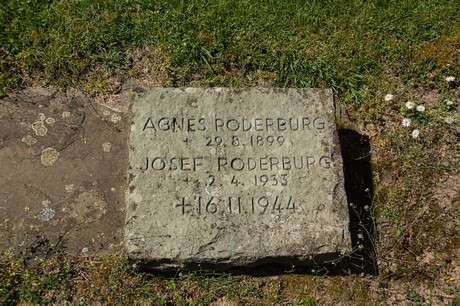 AGNES RODERBURG
+ 29.8.1899
JOSEF RODERBURG
+ 2.4.1933
+16.11.1944